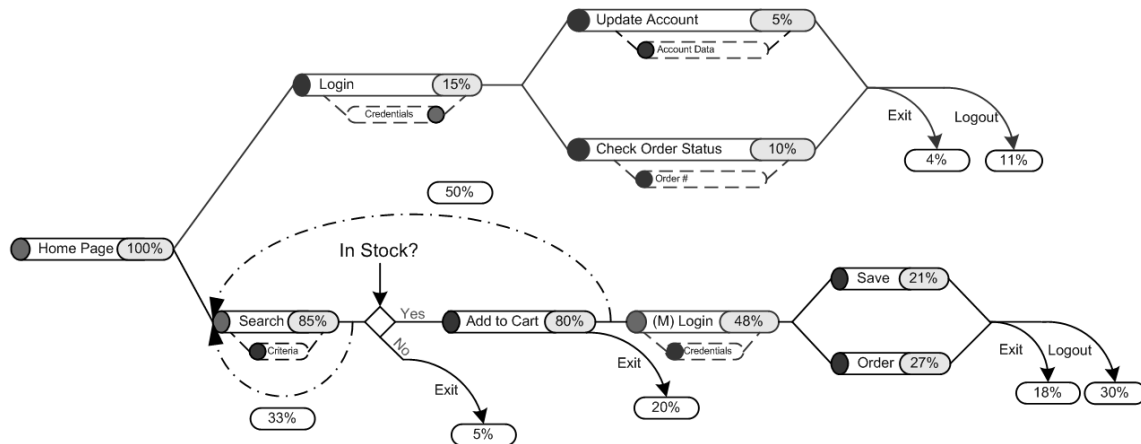 Update Account 5%
Account Data
Login 15%
Credentials
Exit
Logout
Check Order Status 10%
4%
11%
Order #
50%
Home Page 100%
In Stock?
Save 21%
Search 85%
Yes
Add to Cart 80%
(M) Login 48%
Criteria
No
Credentials
Exit
Logout
Exit
Order 27%
Exit
18%
30%
20%
33%
5%